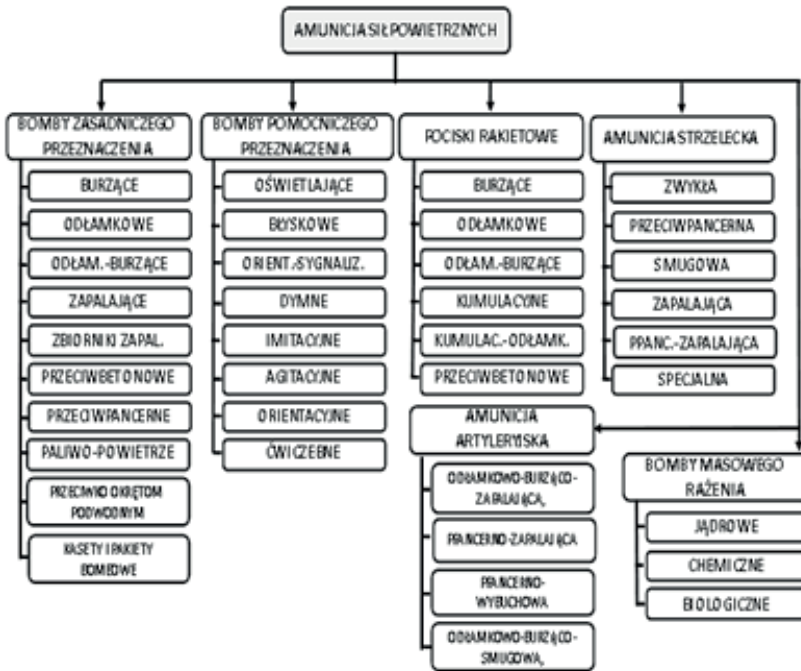 AMUNICJA SIŁ POWIETRZNYCH
BOMBY ZASADNICZEGO
PRZEZNACZENIA
BURZĄCE
ODŁAMKOWE
ODŁAM.-BURZĄCE
ZAPALAJĄCE
ZBIORNIKI ZAPAL.
PRZECIWBETONOWE
PRZECIWPANCERNE
PALIWO-POWIETRZE
PRZECIWKO OKRĘTOM
PODWODNYM
KASETY I PAKIETY
BOMBOWE
BOMBY POMOCNICZEGO
PRZEZNACZENIA
OŚWIETLAJĄCE
BŁYSKOWE
ORIENT.-SYGNALIZ.
DYMNE
IMITACYJNE
AGITACYJNE
ORIENTACYJNE
ĆWICZEBNE
POCISKI RAKIETOWE
BURZĄCE
ODŁAMKOWE
ODŁAM.-BURZĄCE
KUMULACYJNE
KUMULAC.-ODŁAMK.
PRZECIWBETONOWE
AMUNICJA STRZELECKA
ZWYKŁA
PRZECIWPANCERNA
SMUGOWA
ZAPALAJĄCA
PPANC.-ZAPALAJĄCA
SPECJALNA
AMUNICJA
ARTYLERYJSKA
ODŁAMKOWO-BURZĄCO-
ZAPALAJĄCA,
PPANCERNO-ZAPALAJĄCA
PPANCERNO-
WYBUCHOWA
ODŁAMKOWO-BURZĄCO-
SMUGOWA,
BOMBY MASOWEGO
RAŻENIA
JĄDROWE
CHEMICZNE
BIOLOGICZNE